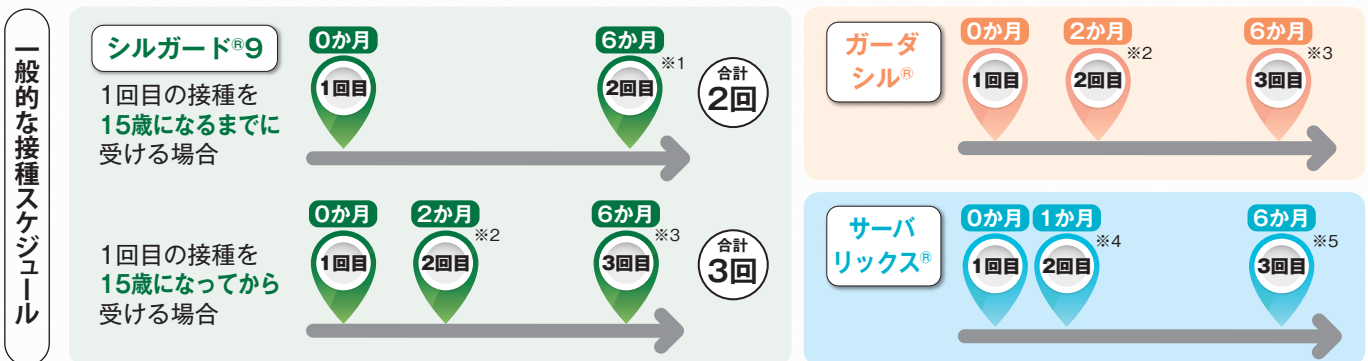 一般的な接種スケジュール
シルガード®9
1回目の接種を
15歳になるまでに
受ける場合
0か月
6か月
1回目
2回目
※1
合計
2回
1回目の接種を
15歳になってから
受ける場合
0か月
2か月
6か月
1回目
2回目
※2
3回目
※3
合計
3回
ガーダ
シル®
0か月
2か月
6か月
1回目
2回目
※2
3回目
※3
サーバ
リックス®
0か月
1か月
6か月
1回目
2回目
※4
3回目
※5